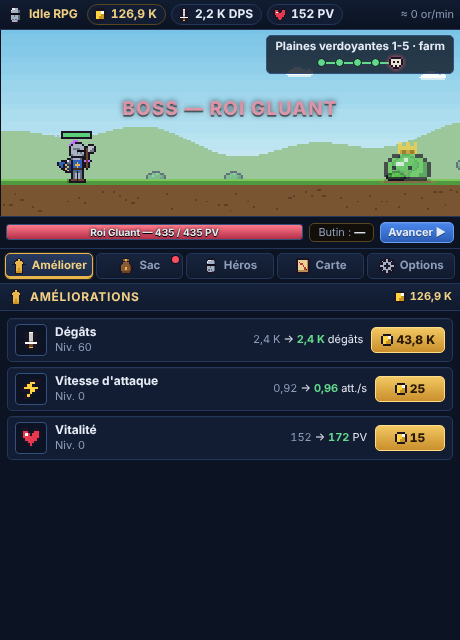 Idle RPG
126,9 K
2,2 K DPS
152 PV
≈ 0 or/min
Plaines verdoyantes 1-5 · farm
BOSS — ROI GLUANT
Roi Gluant — 435 / 435 PV
Butin : —
Avancer ▶
Améliorer
Sac
Héros
Carte
Options
AMÉLIORATIONS
126,9 K
Dégâts
Niv. 60
2,4 K → 2,4 K dégâts
43,8 K
Vitesse d'attaque
Niv. 0
0,92 → 0,96 att./s
25
Vitalité
Niv. 0
152 → 172 PV
15